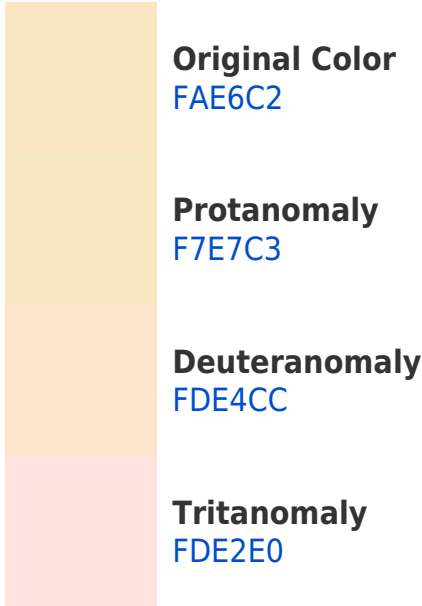 Original Color
FAE6C2
Protanomaly
F7E7C3
Deuteranomaly
FDE4CC
Tritanomaly
FDE2E0